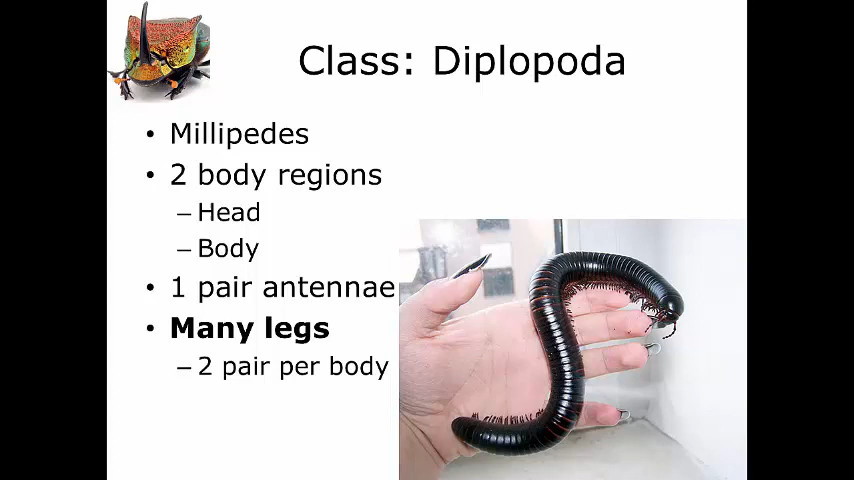 Class: Diplopoda
• Millipedes
• 2 body regions
– Head
– Body
• 1 pair antennae
• Many legs
– 2 pair per body